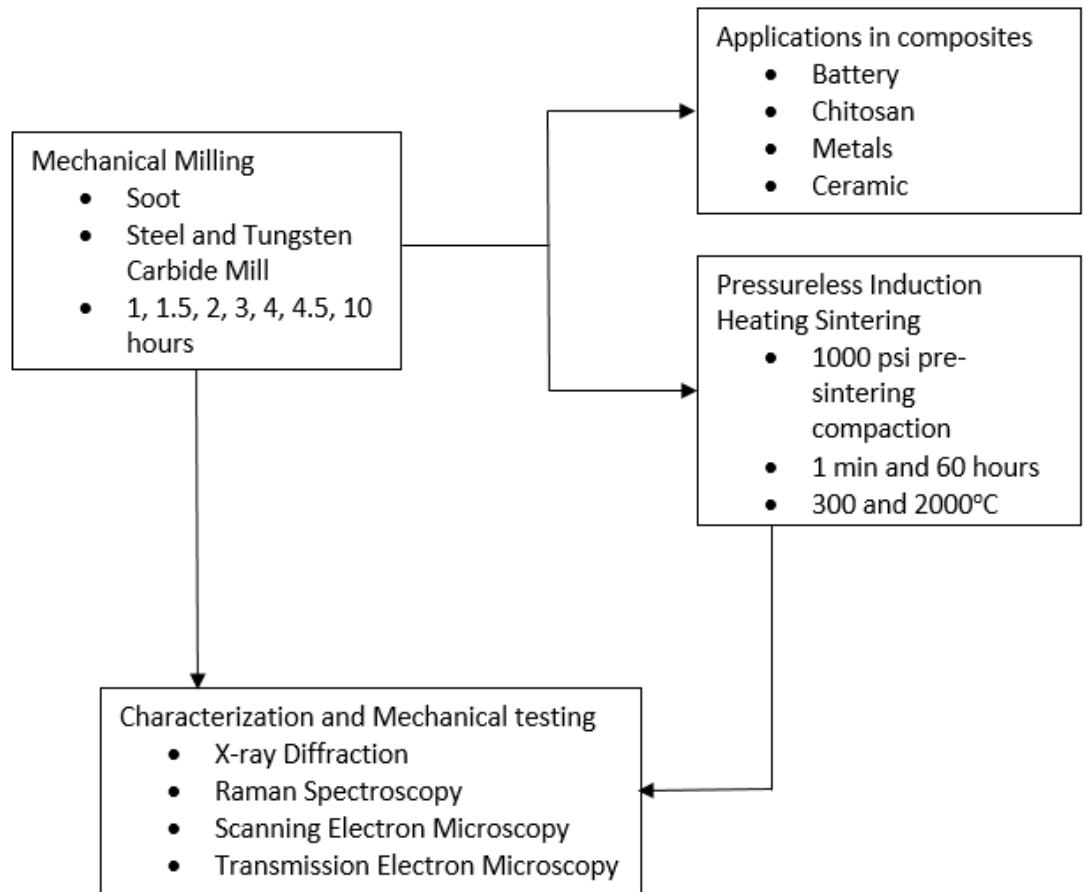 Applications in composites
• Battery
• Chitosan
• Metals
• Ceramic
Mechanical Milling
• Soot
• Steel and Tungsten
Carbide Mill
• 1, 1.5, 2, 3, 4, 4.5, 10
hours
Pressureless Induction
Heating Sintering
• 1000 psi pre-
sintering
compaction
• 1 min and 60 hours
• 300 and 2000°C
Characterization and Mechanical testing
• X-ray Diffraction
• Raman Spectroscopy
• Scanning Electron Microscopy
• Transmission Electron Microscopy